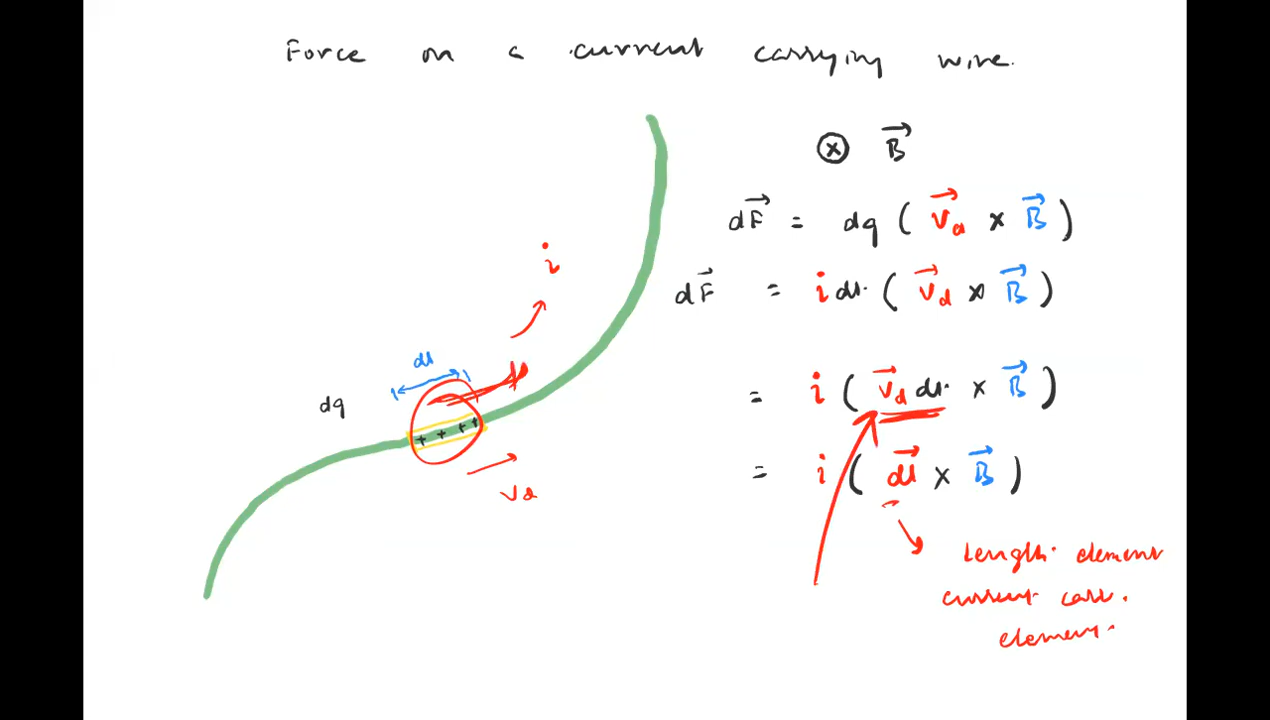 Force on a current carrying wire.
⊗ B⃗
dF⃗ = dq ( v⃗d × B⃗ )
dF⃗ = i dt ( v⃗d × B⃗ )
= i ( v⃗d dt × B⃗ )
= i ( dl⃗ × B⃗ )
length element
current carr.
element
i
dl
dq
+ + + +
vd